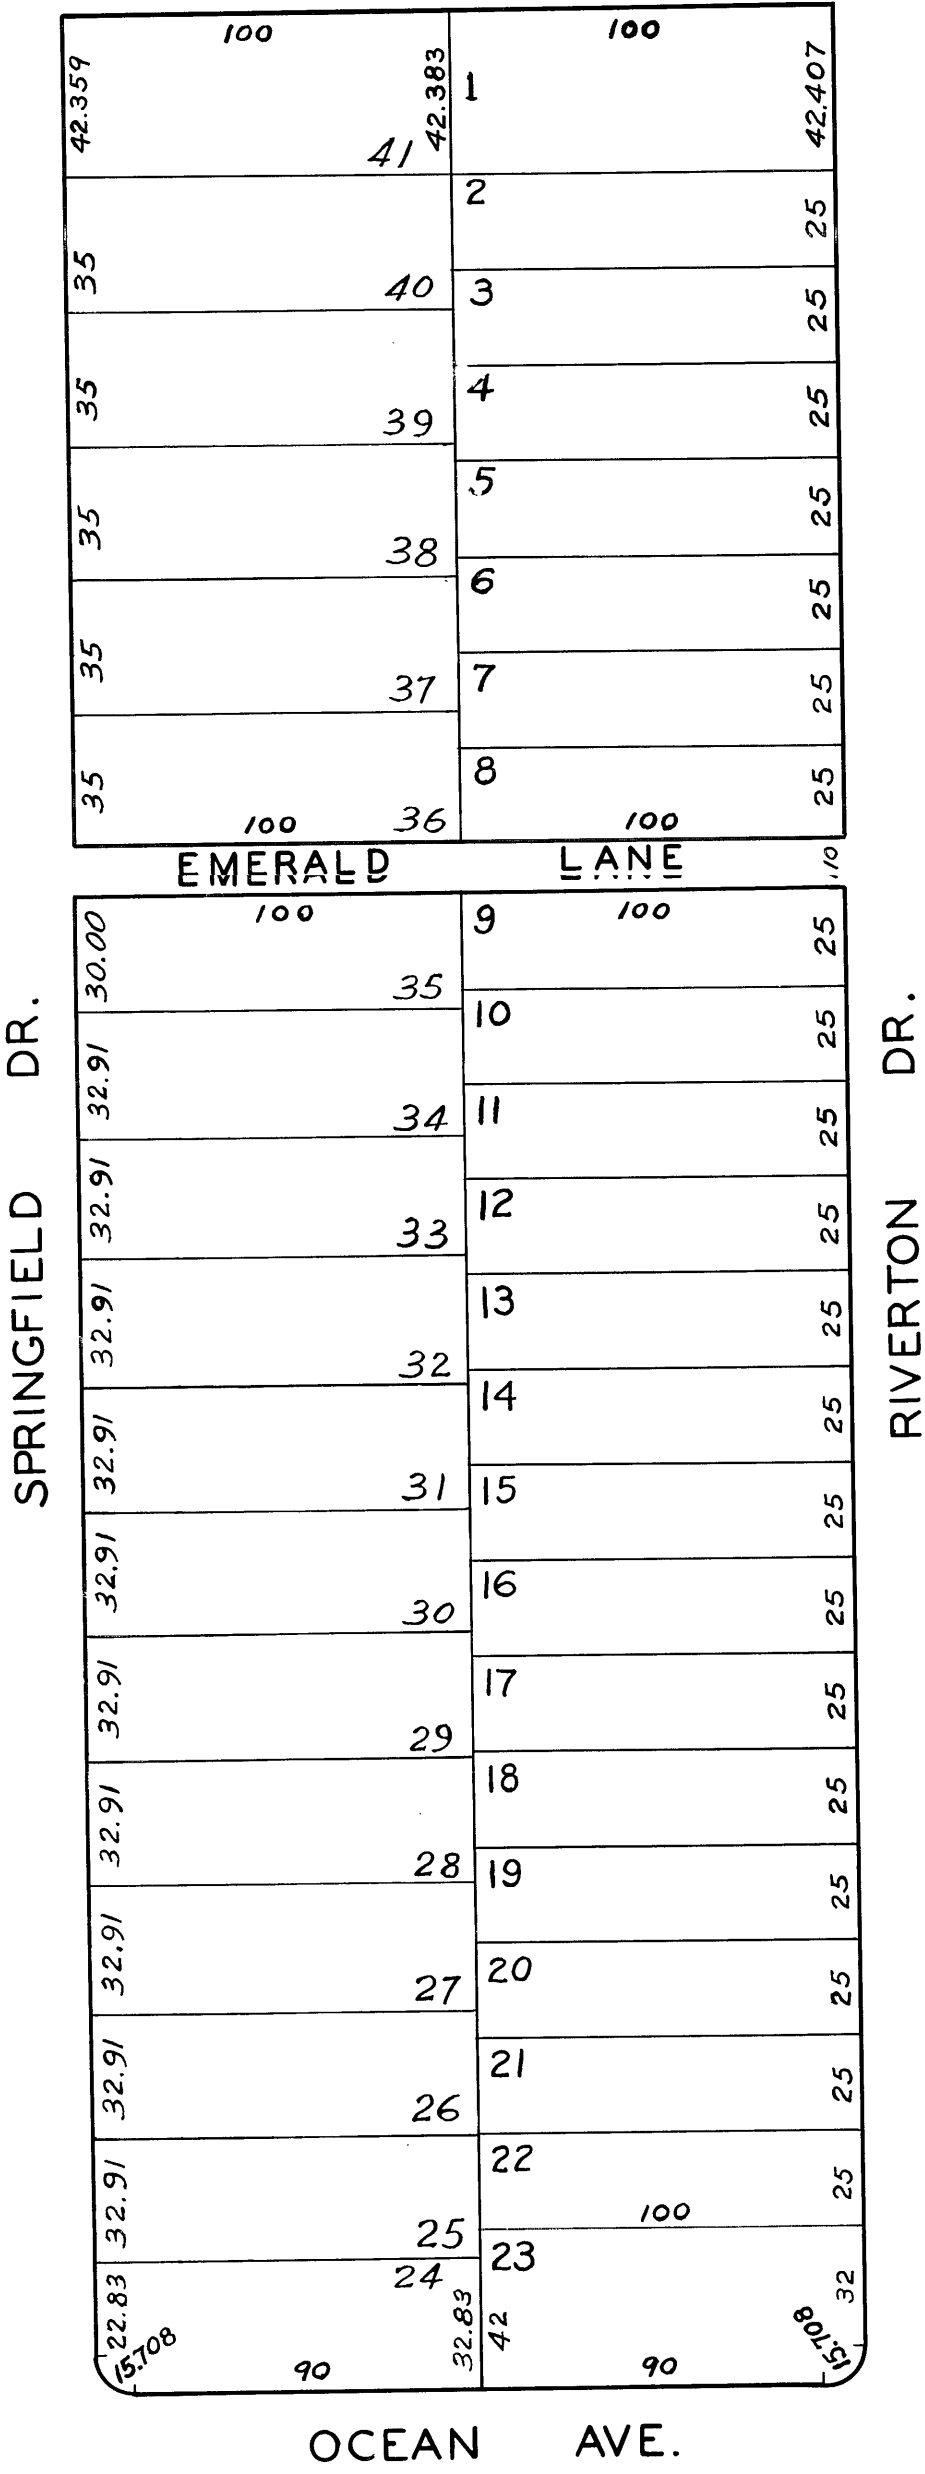 100 100
42.359 42.383 1 42.407
41
2 25
35 40 3 25
35 39 4 25
5 25
35 38
6 25
35 37 7 25
35 8 25
100 36 100
EMERALD LANE 10
30.00 100 9 100 25
35
10 25
32.91 34 11 25
32.91 33 12 25
32.91 32 13 25
14 25
32.91 31 15 25
32.91 30 16 25
32.91 29 17 25
32.91 28 18 25
19 25
32.91 27 20 25
32.91 26 21 25
32.91 25 22 25
100
24 23
22.83 32.83 42 32
15.708 90 90 15.708
SPRINGFIELD DR.
RIVERTON DR.
OCEAN AVE.